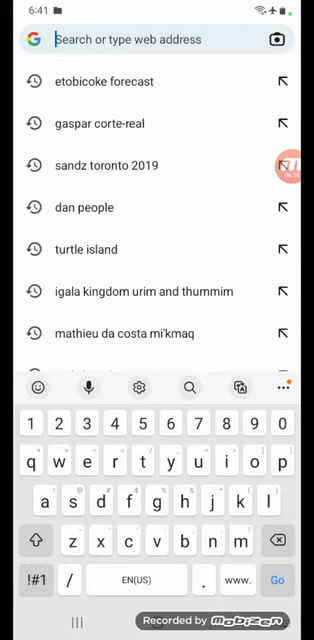 6:41
Search or type web address
etobicoke forecast
gaspar corte-real
sandz toronto 2019
dan people
turtle island
igala kingdom urim and thummim
mathieu da costa mi'kmaq
1 2 3 4 5 6 7 8 9 0
q w e r t y u i o p
a s d f g h j k l
z x c v b n m
!#1 / EN(US) . www. Go
Recorded by mobizen